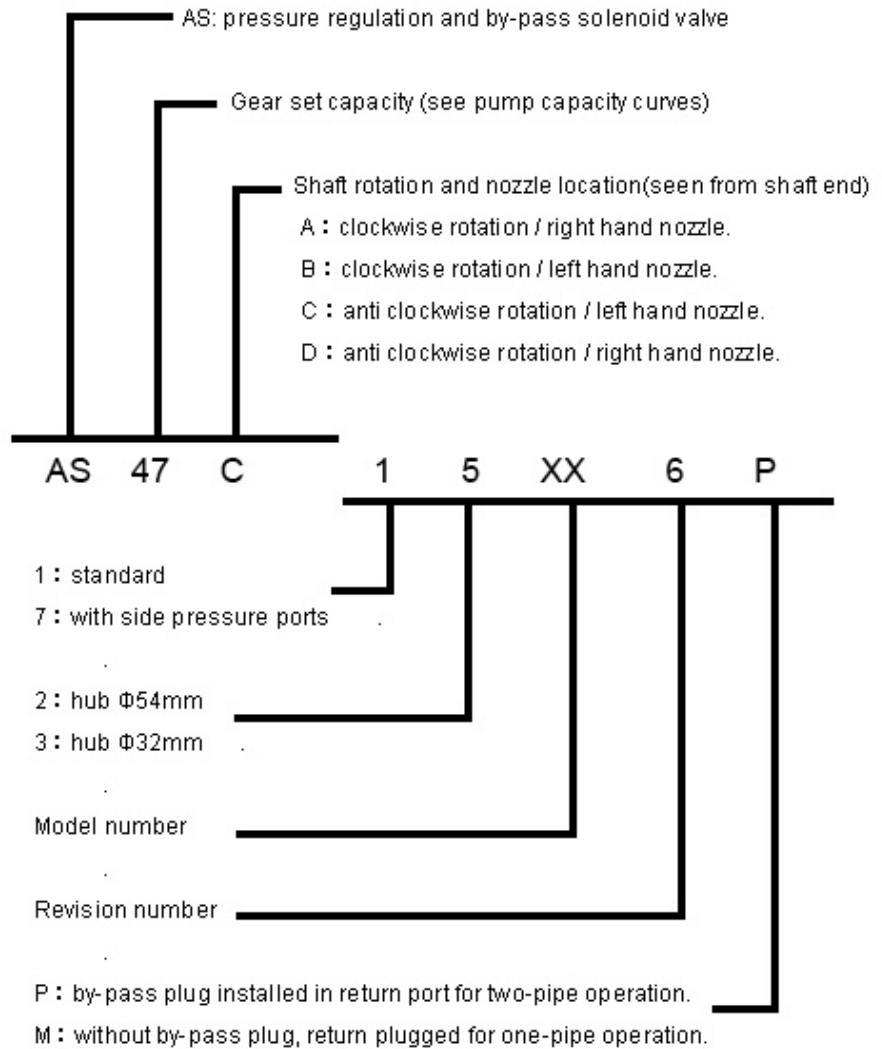 AS: pressure regulation and by-pass solenoid valve
Gear set capacity (see pump capacity curves)
Shaft rotation and nozzle location(seen from shaft end)
A : clockwise rotation / right hand nozzle.
B : clockwise rotation / left hand nozzle.
C : anti clockwise rotation / left hand nozzle.
D : anti clockwise rotation / right hand nozzle.
AS 47 C 1 5 XX 6 P
1 : standard
7 : with side pressure ports .
.
2 : hub Φ54mm
3 : hub Φ32mm .
.
Model number
.
Revision number
.
P : by-pass plug installed in return port for two-pipe operation.
M : without by-pass plug, return plugged for one-pipe operation.